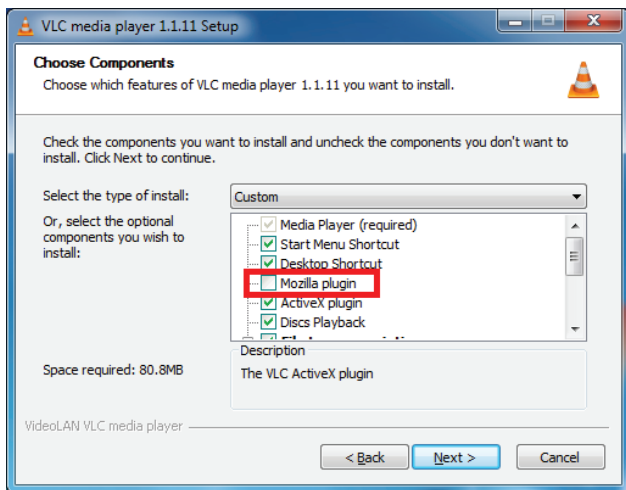 VLC media player 1.1.11 Setup
Choose Components
Choose which features of VLC media player 1.1.11 you want to install.
Check the components you want to install and uncheck the components you don't want to
install. Click Next to continue.
Select the type of install:
Custom
Or, select the optional
components you wish to
install:
Media Player (required)
Start Menu Shortcut
Desktop Shortcut
Mozilla plugin
ActiveX plugin
Discs Playback
Space required: 80.8MB
Description
The VLC ActiveX plugin
VideoLAN VLC media player
< Back
Next >
Cancel